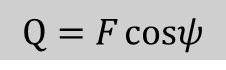 Q = F cosψ